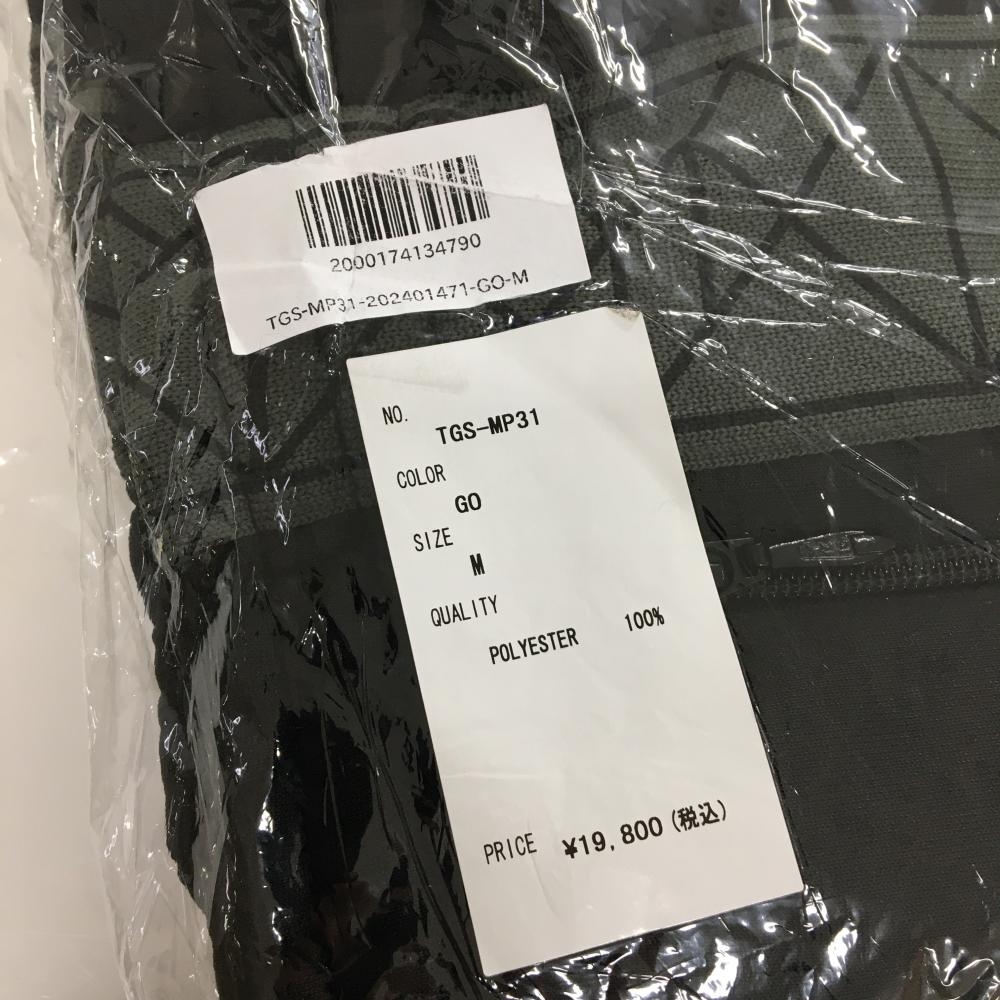 2000174134790
TGS-MP31-202401471-GO-M
NO.
TGS-MP31
COLOR
GO
SIZE
M
QUALITY
POLYESTER 100%
PRICE ¥19,800(税込)